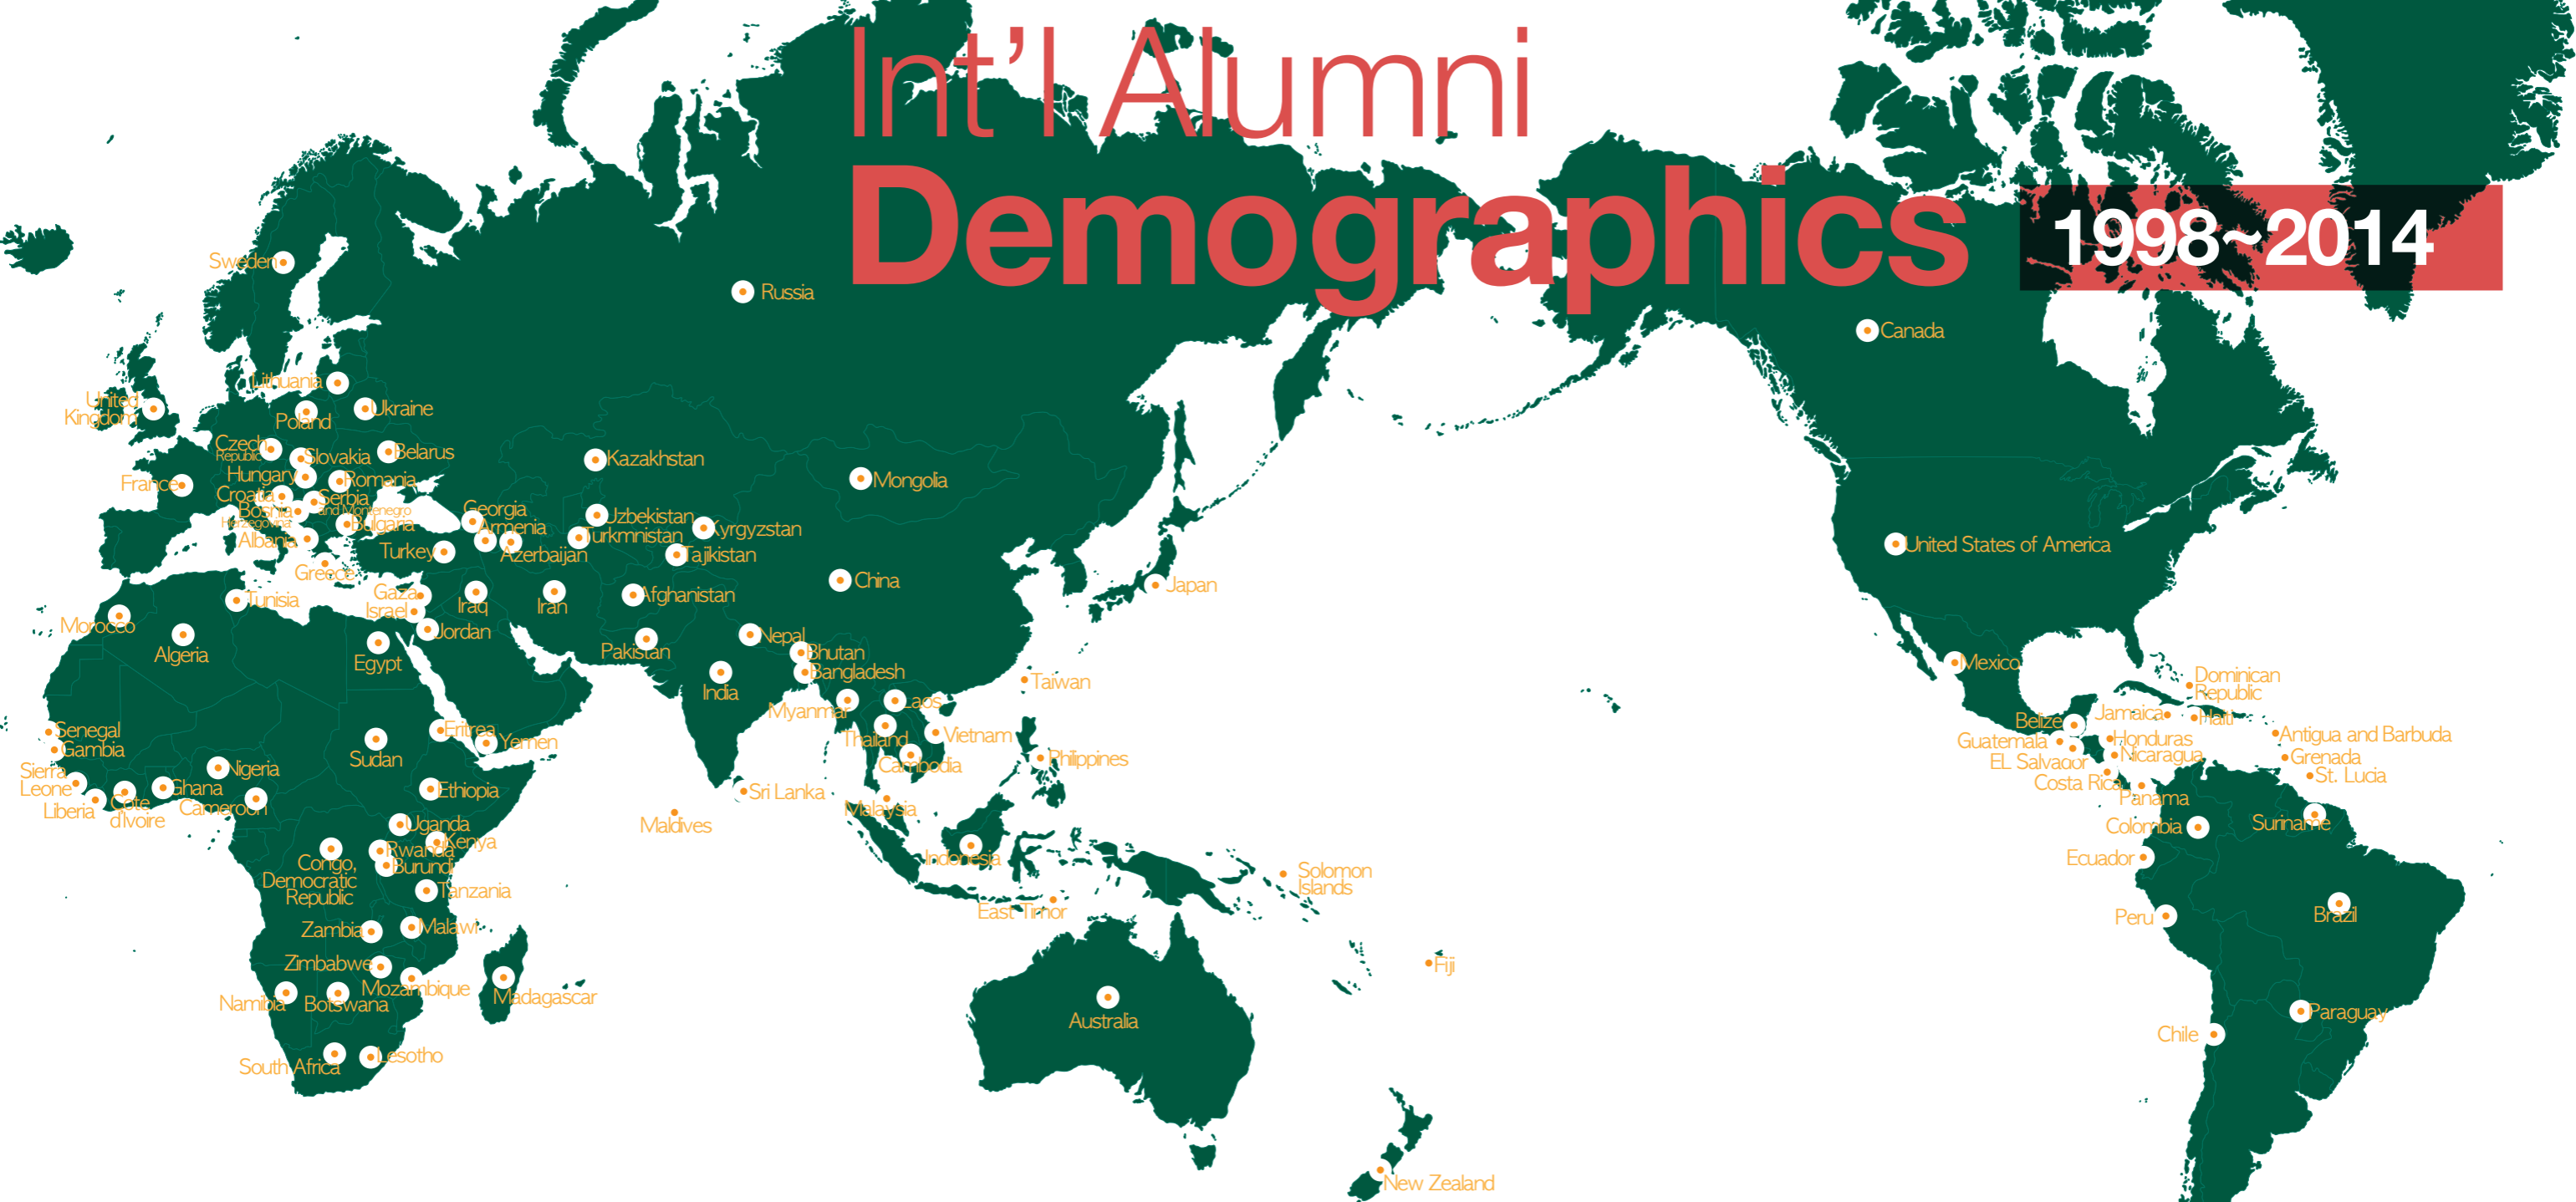 Int'l Alumni
Demographics
1998~2014
Sweden
Russia
Canada
Lithuania
United
Kingdom
Poland
Ukraine
Czech
Republic
Slovakia
Belarus
Hungary
Romania
France
Croatia
Serbia
and Montenegro
Bosnia
Herzegovina
Bulgaria
Albania
Greece
Turkey
Georgia
Armenia
Azerbaijan
Kazakhstan
Uzbekistan
Turkmnistan
Kyrgyzstan
Tajikistan
Mongolia
China
Japan
United States of America
Morocco
Algeria
Tunisia
Gaza
Israel
Jordan
Egypt
Iraq
Iran
Afghanistan
Pakistan
Nepal
Bhutan
Bangladesh
India
Myanmar
Laos
Thailand
Vietnam
Cambodia
Taiwan
Philippines
Sri Lanka
Maldives
Malaysia
Indonesia
East Timor
Solomon
Islands
Fiji
Australia
New Zealand
Senegal
Gambia
Sierra
Leone
Liberia
Cote
d'Ivoire
Ghana
Nigeria
Cameroon
Sudan
Eritrea
Yemen
Ethiopia
Uganda
Kenya
Rwanda
Burundi
Congo,
Democratic
Republic
Tanzania
Zambia
Malawi
Zimbabwe
Mozambique
Namibia
Botswana
Madagascar
South Africa
Lesotho
Mexico
Dominican
Republic
Belize
Jamaica
Haiti
Guatemala
Honduras
EL Salvador
Nicaragua
Costa Rica
Panama
Antigua and Barbuda
Grenada
St. Lucia
Colombia
Suriname
Ecuador
Peru
Brazil
Paraguay
Chile